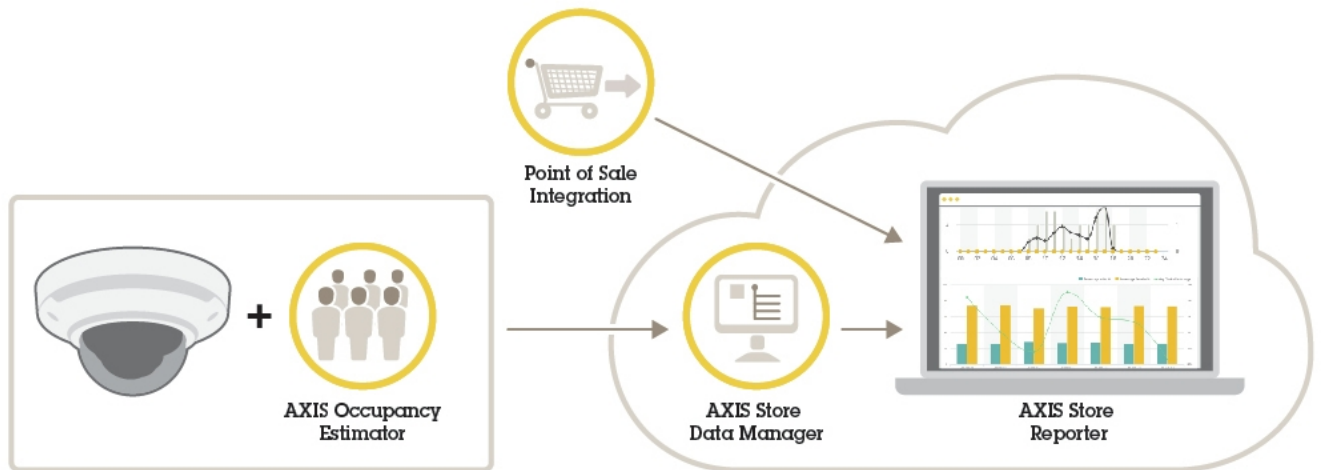 Point of Sale
Integration
+
AXIS Occupancy
Estimator
AXIS Store
Data Manager
AXIS Store
Reporter